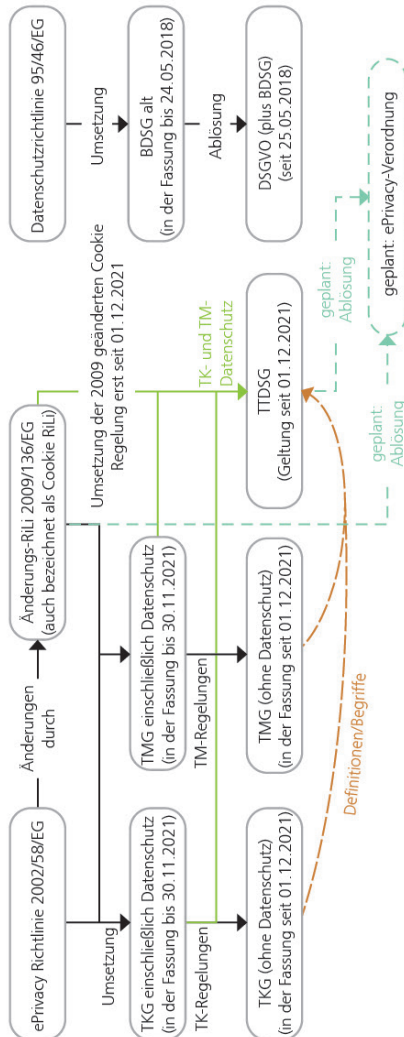 ePrivacy Richtlinie 2002/58/EG
Änderungen
durch
Änderungs-RiLi 2009/136/EG
(auch bezeichnet als Cookie RiLi)
Datenschutzrichtlinie 95/46/EG
Umsetzung
Umsetzung der 2009 geänderten Cookie
Regelung erst seit 01.12.2021
Umsetzung
TKG einschließlich Datenschutz
(in der Fassung bis 30.11.2021)
TMG einschließlich Datenschutz
(in der Fassung bis 30.11.2021)
BDSG alt
(in der Fassung bis 24.05.2018)
TK-Regelungen
TM-Regelungen
TK- und TM-
Datenschutz
Ablösung
TKG (ohne Datenschutz)
(in der Fassung seit 01.12.2021)
TMG (ohne Datenschutz)
(in der Fassung seit 01.12.2021)
TTDSG
(Geltung seit 01.12.2021)
DSGVO (plus BDSG)
(seit 25.05.2018)
Definitionen/Begriffe
geplant:
Ablösung
geplant:
Ablösung
geplant: ePrivacy-Verordnung